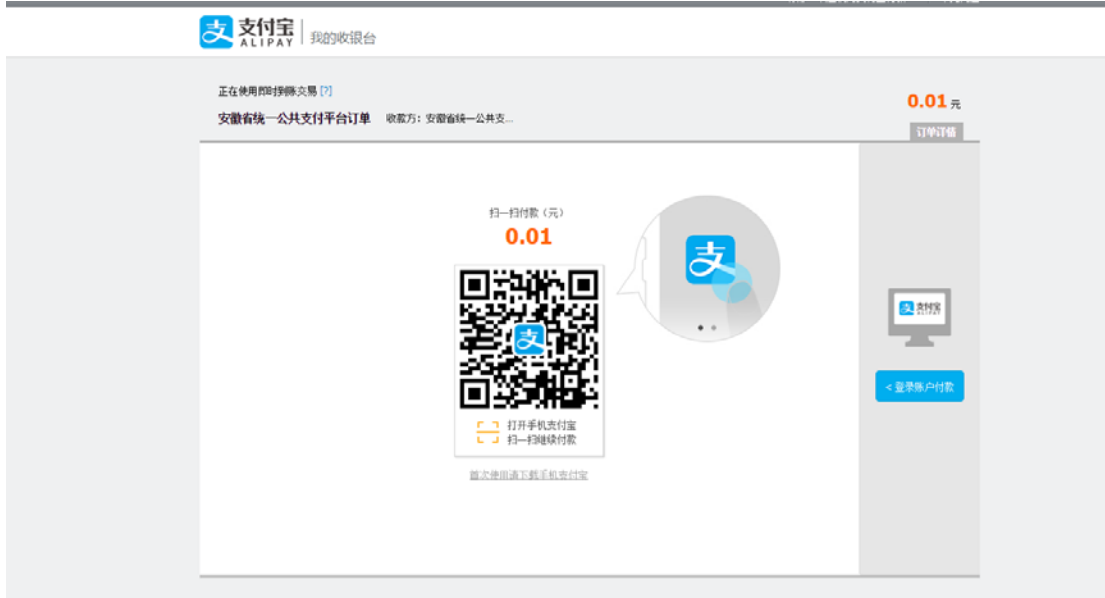 支付宝
ALIPAY
我的收银台
正在使用即时到账交易 [?]
安徽省统一公共支付平台订单 收款方：安徽省统一公共支...
0.01 元
订单详情
扫一扫付款（元）
0.01
支付宝
ALIPAY
<登录账户付款
打开手机支付宝
扫一扫继续付款
首次使用请下载手机支付宝